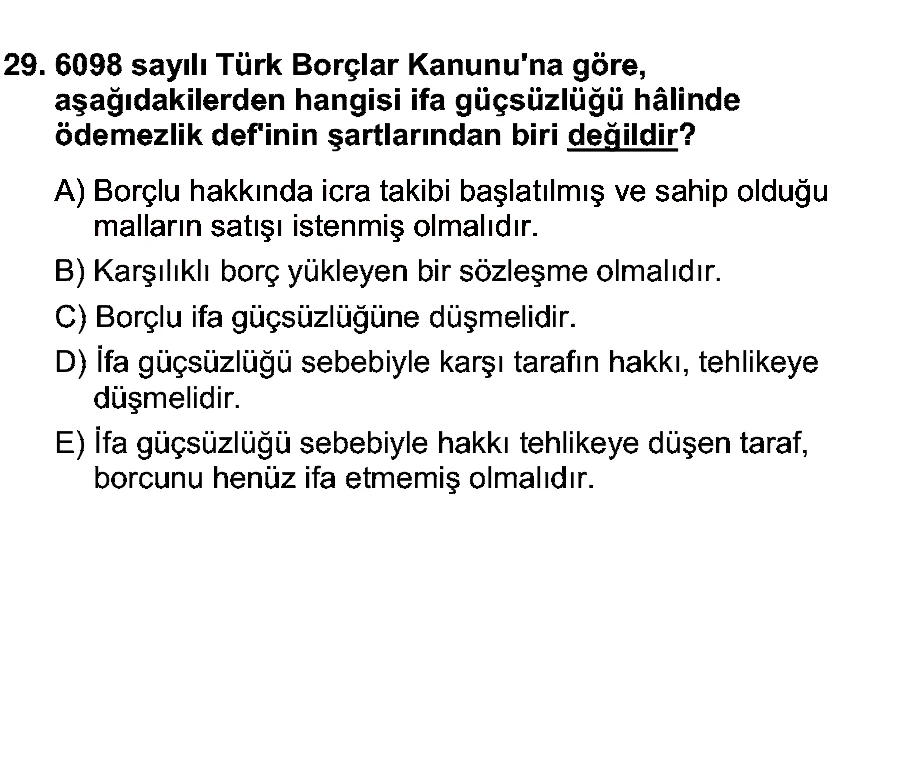 29. 6098 sayılı Türk Borçlar Kanunu'na göre,
aşağıdakilerden hangisi ifa güçsüzlüğü hâlinde
ödemezlik def'inin şartlarından biri değildir?
A) Borçlu hakkında icra takibi başlatılmış ve sahip olduğu
malların satışı istenmiş olmalıdır.
B) Karşılıklı borç yükleyen bir sözleşme olmalıdır.
C) Borçlu ifa güçsüzlüğüne düşmelidir.
D) İfa güçsüzlüğü sebebiyle karşı tarafın hakkı, tehlikeye
düşmelidir.
E) İfa güçsüzlüğü sebebiyle hakkı tehlikeye düşen taraf,
borcunu henüz ifa etmemiş olmalıdır.